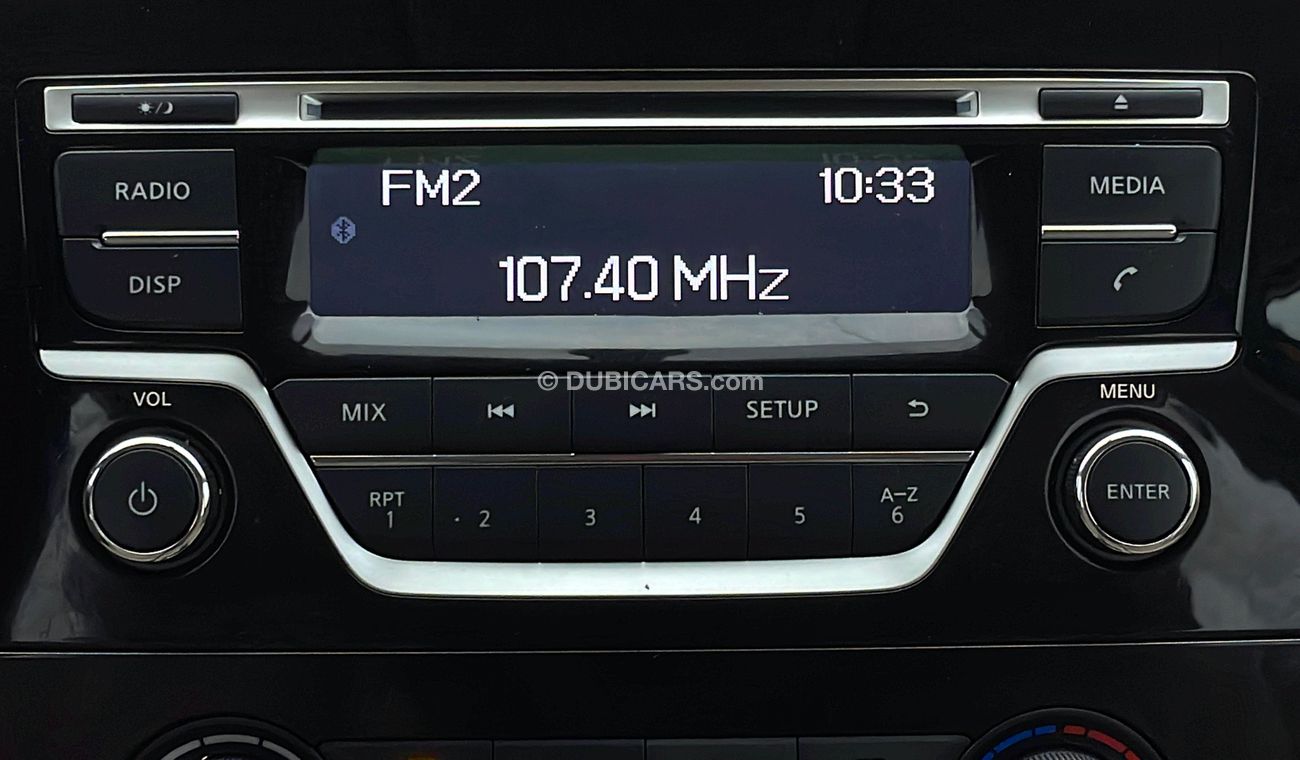 RADIO
DISP
FM2
10:33
107.40 MHz
MEDIA
© DUBICARS.com
VOL
MIX
SETUP
MENU
RPT
1
2
3
4
5
A-Z
6
ENTER